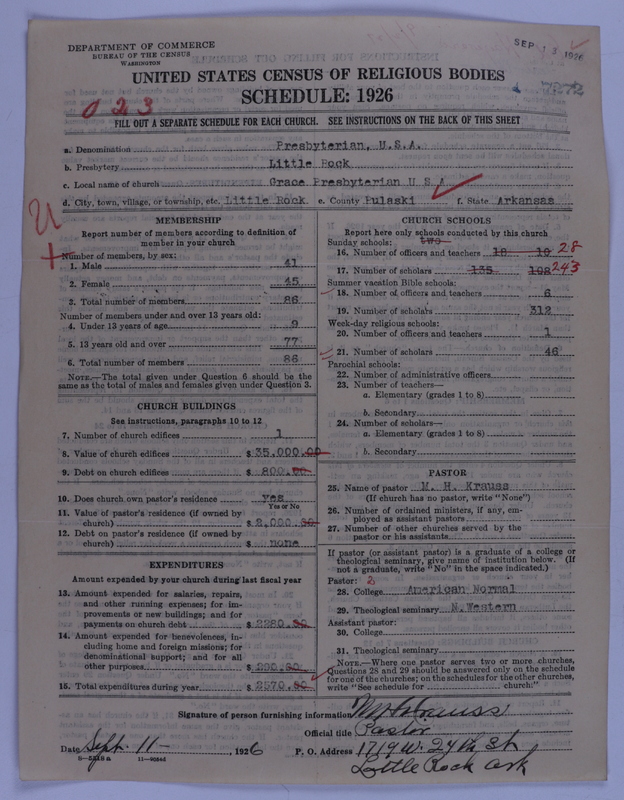 DEPARTMENT OF COMMERCE
BUREAU OF THE CENSUS
WASHINGTON
SEP 13 1926
UNITED STATES CENSUS OF RELIGIOUS BODIES
SCHEDULE: 1926
023
7272
FILL OUT A SEPARATE SCHEDULE FOR EACH CHURCH. SEE INSTRUCTIONS ON THE BACK OF THIS SHEET
a. Denomination Presbyterian, U.S.A.
b. Presbytery Little Rock
c. Local name of church Grace Presbyterian U S A
d. City, town, village, or township, etc. Little Rock e. County Pulaski f. State Arkansas
MEMBERSHIP
Report number of members according to definition of
member in your church
Number of members, by sex:
1. Male 41
2. Female 45
3. Total number of members 86
Number of members under and over 13 years old:
4. Under 13 years of age 9
5. 13 years old and over 77
6. Total number of members 86
NOTE.—The total given under Question 6 should be the
same as the total of males and females given under Question 3.
CHURCH BUILDINGS
See instructions, paragraphs 10 to 12
7. Number of church edifices 1
8. Value of church edifices $ 35.000.00
9. Debt on church edifices $ 800.00
10. Does church own pastor's residence yes
Yes or No
11. Value of pastor's residence (if owned by
church) $ 2,000.00
12. Debt on pastor's residence (if owned by
church) $ none
EXPENDITURES
Amount expended by your church during last fiscal year
13. Amount expended for salaries, repairs,
and other running expenses; for im-
provements or new buildings; and for
payments on church debt $ 2280.90
14. Amount expended for benevolences, in-
cluding home and foreign missions; for
denominational support; and for all
other purposes $ 290.00
15. Total expenditures during year $ 2570.90
CHURCH SCHOOLS
Report here only schools conducted by this church
Sunday schools: two
16. Number of officers and teachers 18 10 28
17. Number of scholars 135 108 243
Summer vacation Bible schools:
18. Number of officers and teachers 6
19. Number of scholars 312
Week-day religious schools:
20. Number of officers and teachers 1
21. Number of scholars 46
Parochial schools:
22. Number of administrative officers
23. Number of teachers—
a. Elementary (grades 1 to 8)
b. Secondary
24. Number of scholars—
a. Elementary (grades 1 to 8)
b. Secondary
PASTOR
25. Name of pastor M. H. Krauss
(If church has no pastor, write "None")
26. Number of ordained ministers, if any, em-
ployed as assistant pastors
27. Number of other churches served by the
pastor or his assistants
If pastor (or assistant pastor) is a graduate of a college or
theological seminary, give name of institution below. (If
not a graduate, write "No" in the space indicated.)
Pastor: 2
28. College American Normal
29. Theological seminary N.Western
Assistant pastor:
30. College
31. Theological seminary
NOTE.—Where one pastor serves two or more churches,
Questions 28 and 29 should be answered only on the schedule
for one of the churches; on the schedules for the other churches,
write "See schedule for church."
Signature of person furnishing information M H Krauss
Official title Pastor
Date Sept. 11- , 1926 P. O. Address 1719 W. 27th St
Little Rock Ark